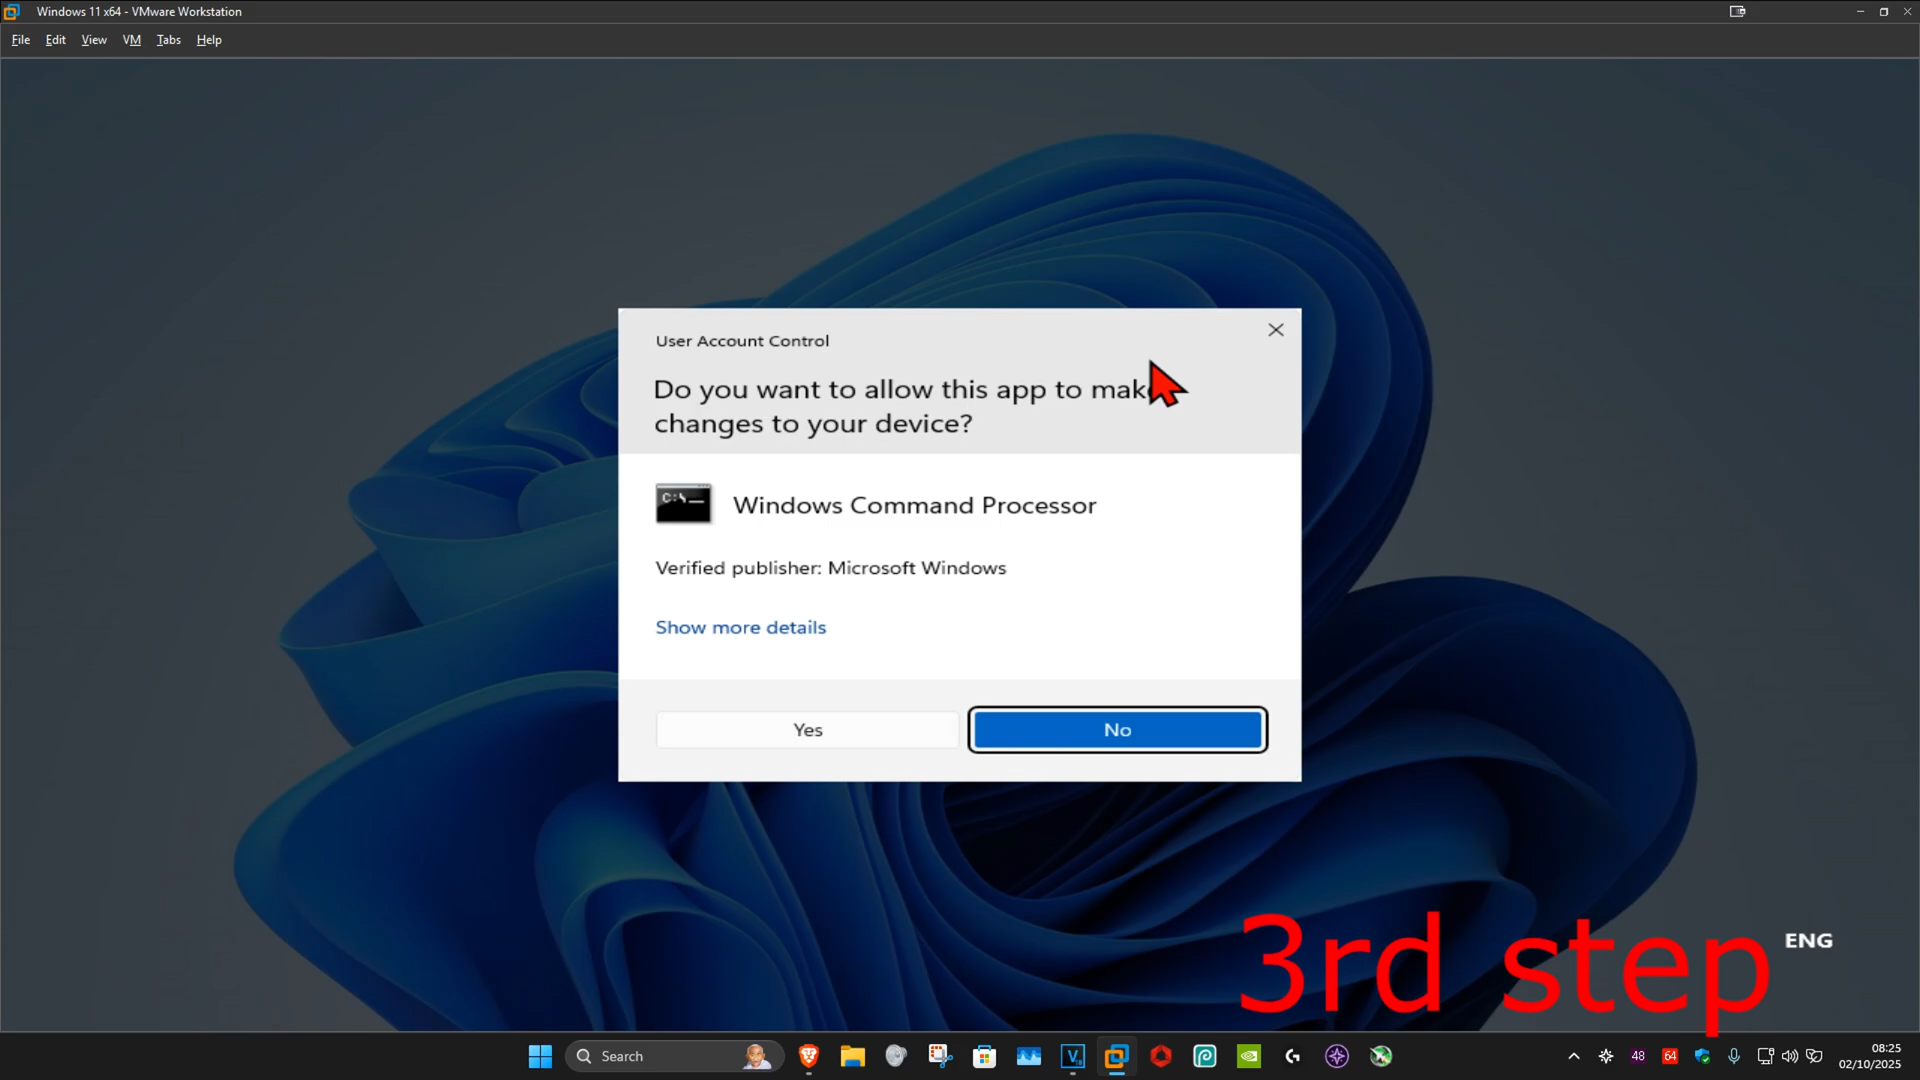 Windows 11 x64 - VMware Workstation
File Edit View VM Tabs Help
User Account Control
Do you want to allow this app to make
changes to your device?
C:\
Windows Command Processor
Verified publisher: Microsoft Windows
Show more details
Yes No
3rd step
ENG
Search
48
64
08:25
02/10/2025